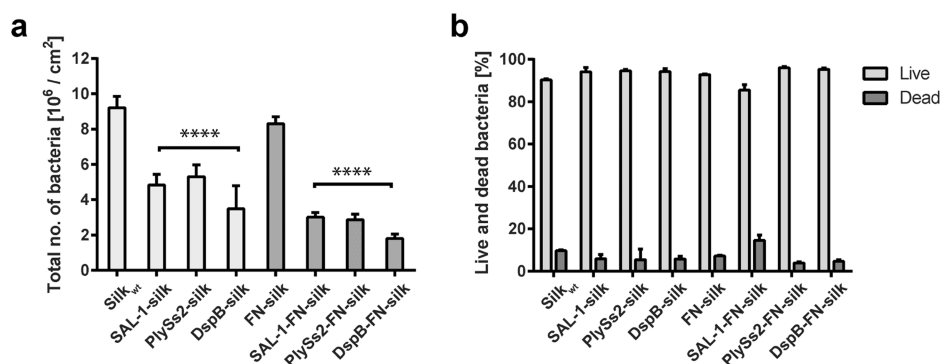 a
Total no. of bacteria [10⁶ / cm²]
12
10
8
6
4
2
0
****
****
Silkwt
SAL-1-silk
PlySs2-silk
DspB-silk
FN-silk
SAL-1-FN-silk
PlySs2-FN-silk
DspB-FN-silk
b
Live and dead bacteria [%]
100
80
60
40
20
0
Silkwt
SAL-1-silk
PlySs2-silk
DspB-silk
FN-silk
SAL-1-FN-silk
PlySs2-FN-silk
DspB-FN-silk
Live
Dead